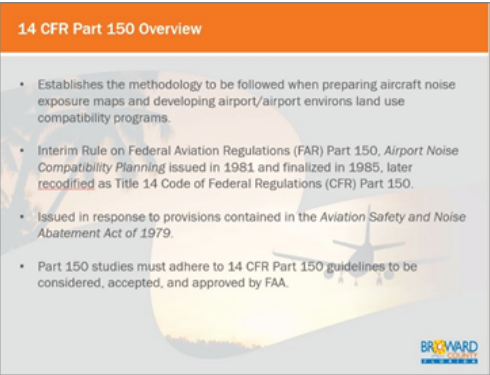 14 CFR Part 150 Overview
• Establishes the methodology to be followed when preparing aircraft noise
exposure maps and developing airport/airport environs land use
compatibility programs.
• Interim Rule on Federal Aviation Regulations (FAR) Part 150, Airport Noise
Compatibility Planning issued in 1981 and finalized in 1985, later
recodified as Title 14 Code of Federal Regulations (CFR) Part 150.
• Issued in response to provisions contained in the Aviation Safety and Noise
Abatement Act of 1979.
• Part 150 studies must adhere to 14 CFR Part 150 guidelines to be
considered, accepted, and approved by FAA.
BROWARD
COUNTY
FLORIDA